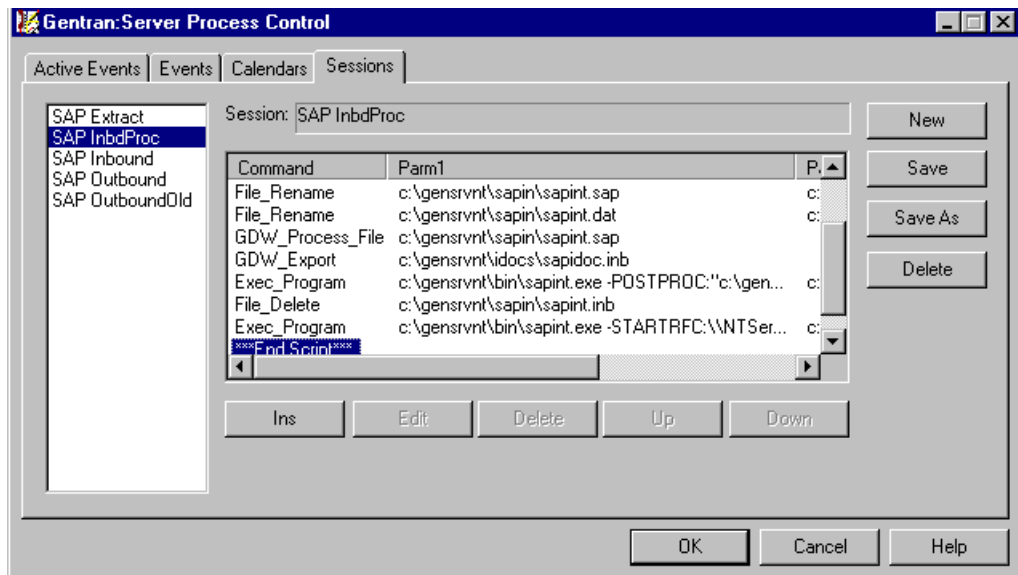 Gentran:Server Process Control
Active Events Events Calendars Sessions
SAP Extract
SAP InbdProc
SAP Inbound
SAP Outbound
SAP OutboundOld
Session: SAP InbdProc
Command Parm1 P
File_Rename c:\gensrvnt\sapin\sapint.sap c:
File_Rename c:\gensrvnt\sapin\sapint.dat c:
GDW_Process_File c:\gensrvnt\sapin\sapint.sap
GDW_Export c:\gensrvnt\idocs\sapidoc.inb
Exec_Program c:\gensrvnt\bin\sapint.exe -POSTPROC:"c:\gen... c:
File_Delete c:\gensrvnt\sapin\sapint.inb
Exec_Program c:\gensrvnt\bin\sapint.exe -STARTRFC:\\NTSer... c:
***End Script***
Ins Edit Delete Up Down
New
Save
Save As
Delete
OK Cancel Help